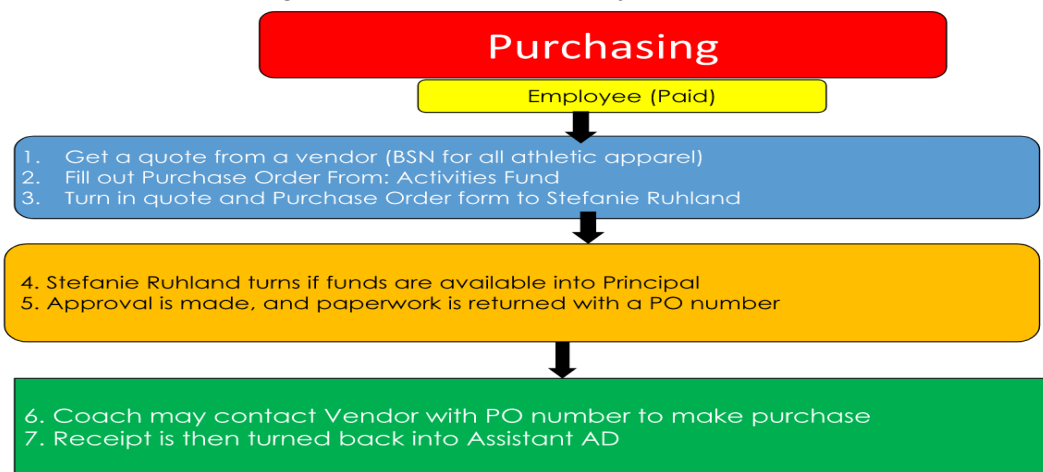 Purchasing
Employee (Paid)
1. Get a quote from a vendor (BSN for all athletic apparel)
2. Fill out Purchase Order From: Activities Fund
3. Turn in quote and Purchase Order form to Stefanie Ruhland
4. Stefanie Ruhland turns if funds are available into Principal
5. Approval is made, and paperwork is returned with a PO number
6. Coach may contact Vendor with PO number to make purchase
7. Receipt is then turned back into Assistant AD